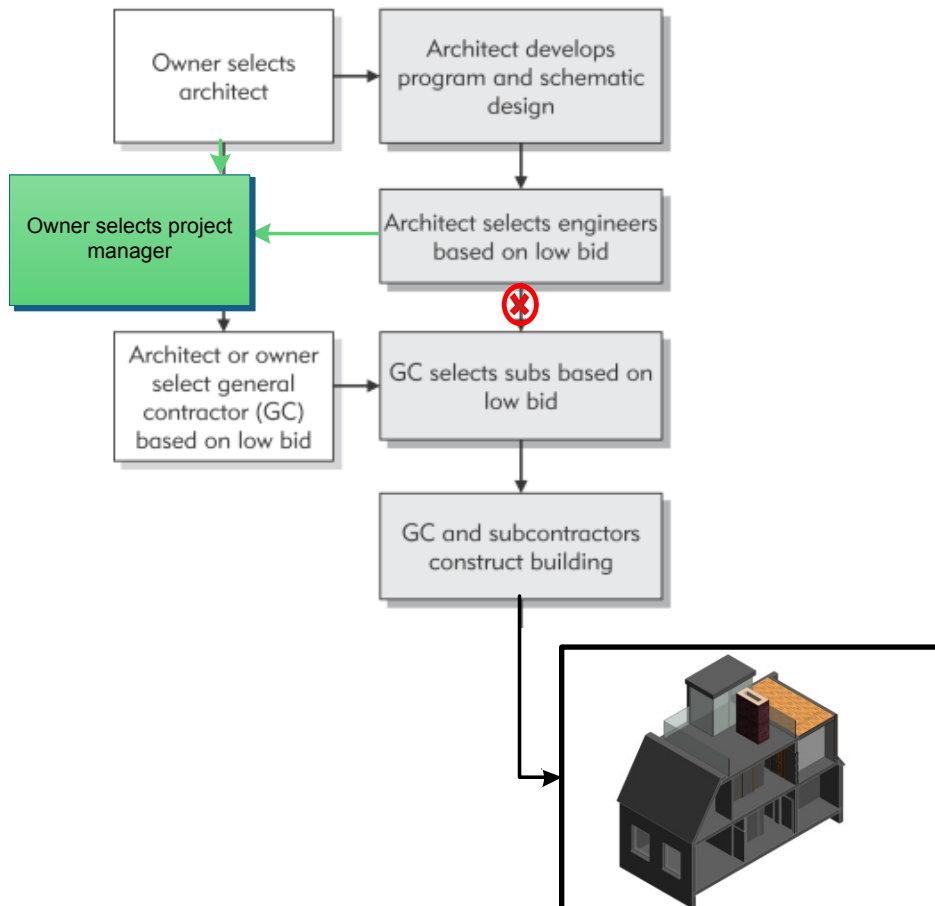 Owner selects
architect
Architect develops
program and schematic
design
Owner selects project
manager
Architect selects engineers
based on low bid
Architect or owner
select general
contractor (GC)
based on low bid
GC selects subs based on
low bid
GC and subcontractors
construct building